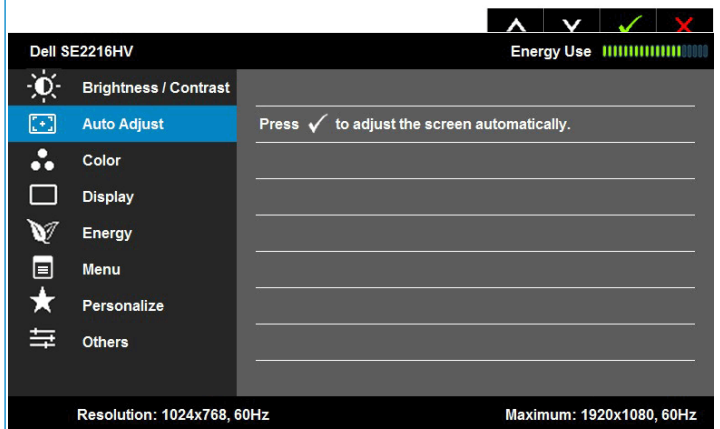 Dell SE2216HV Energy Use
Brightness / Contrast
Auto Adjust Press ✓ to adjust the screen automatically.
Color
Display
Energy
Menu
Personalize
Others
Resolution: 1024x768, 60Hz Maximum: 1920x1080, 60Hz